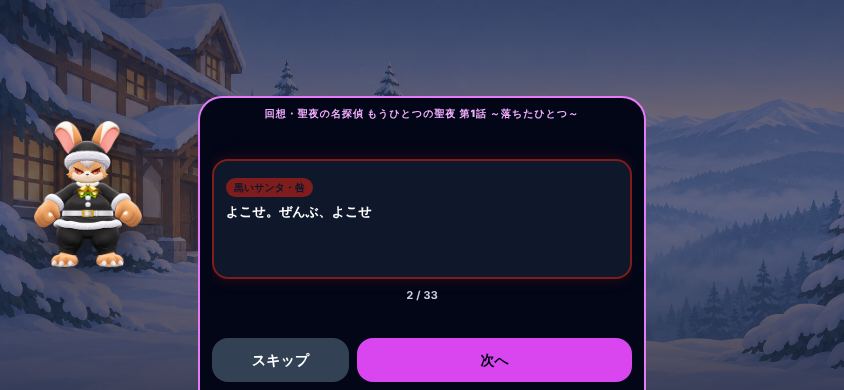 回想・聖夜の名探偵 もうひとつの聖夜 第1話 ～落ちたひとつ～
黒いサンタ・咎
よこせ。ぜんぶ、よこせ
2 / 33
スキップ
次へ